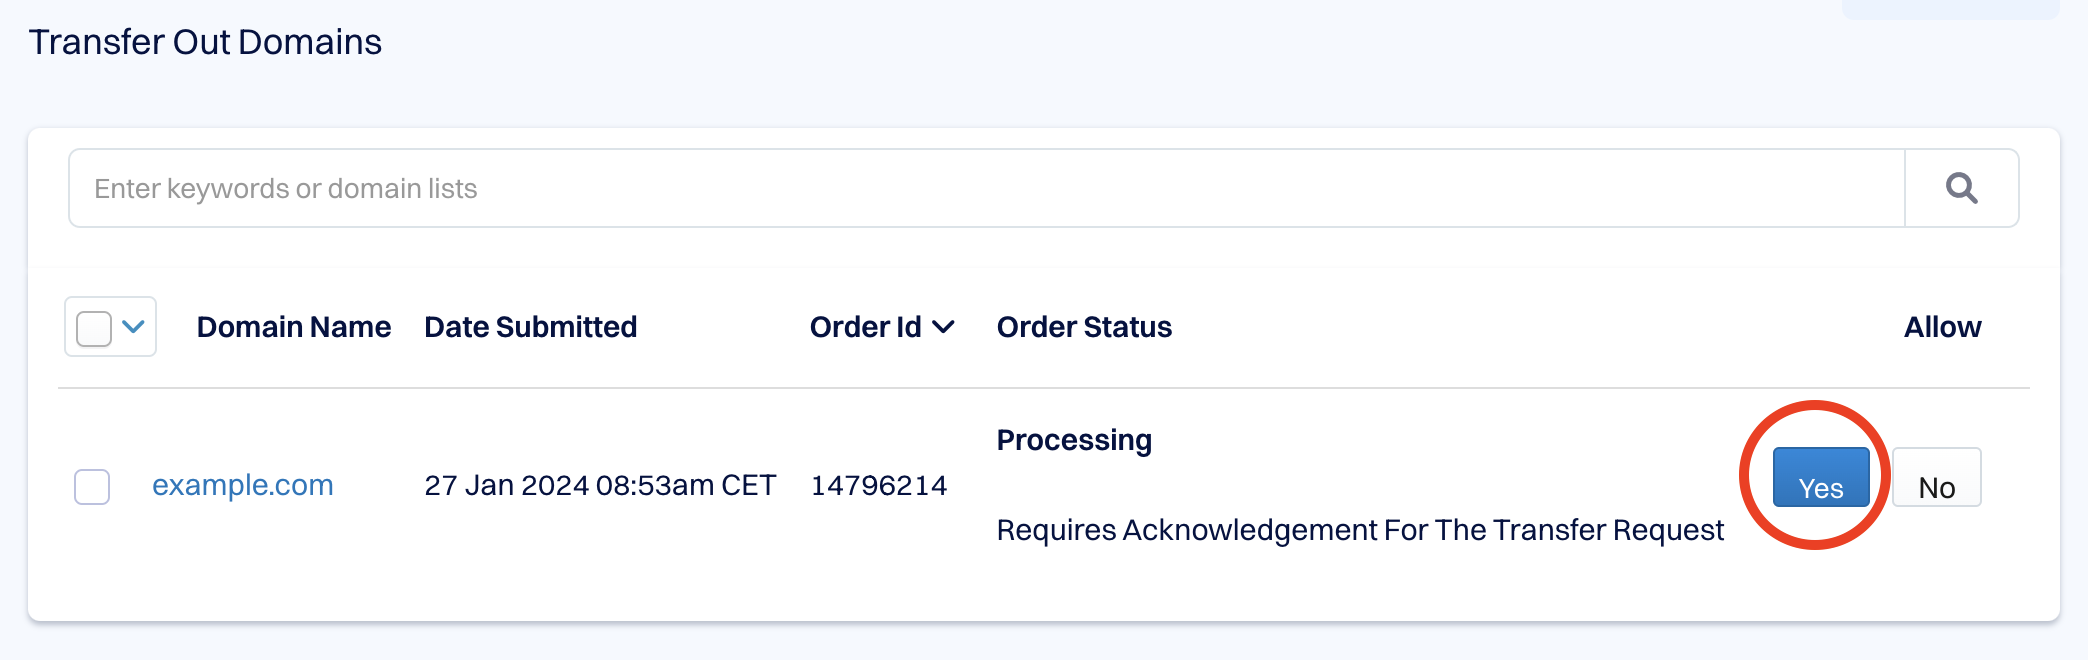 Transfer Out Domains
Enter keywords or domain lists
Domain Name Date Submitted Order Id Order Status Allow
Processing
example.com 27 Jan 2024 08:53am CET 14796214 Yes No
Requires Acknowledgement For The Transfer Request